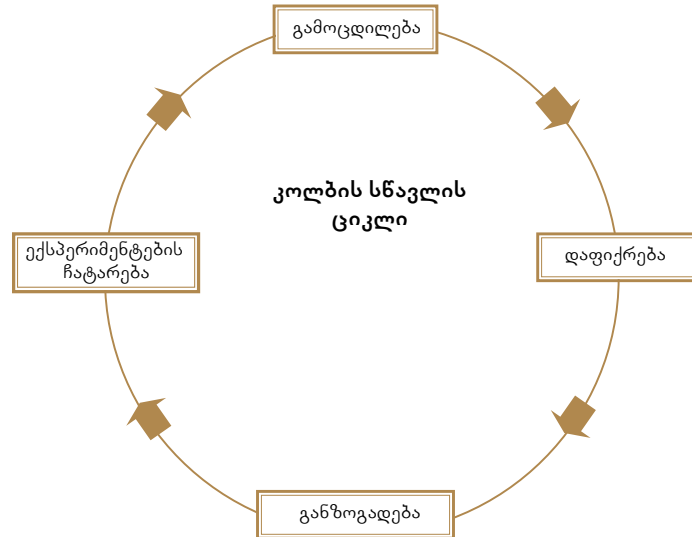 გამოცდილება
კოლბის სწავლის
ციკლი
ექსპერიმენტების
ჩატარება
დაფიქრება
განზოგადება